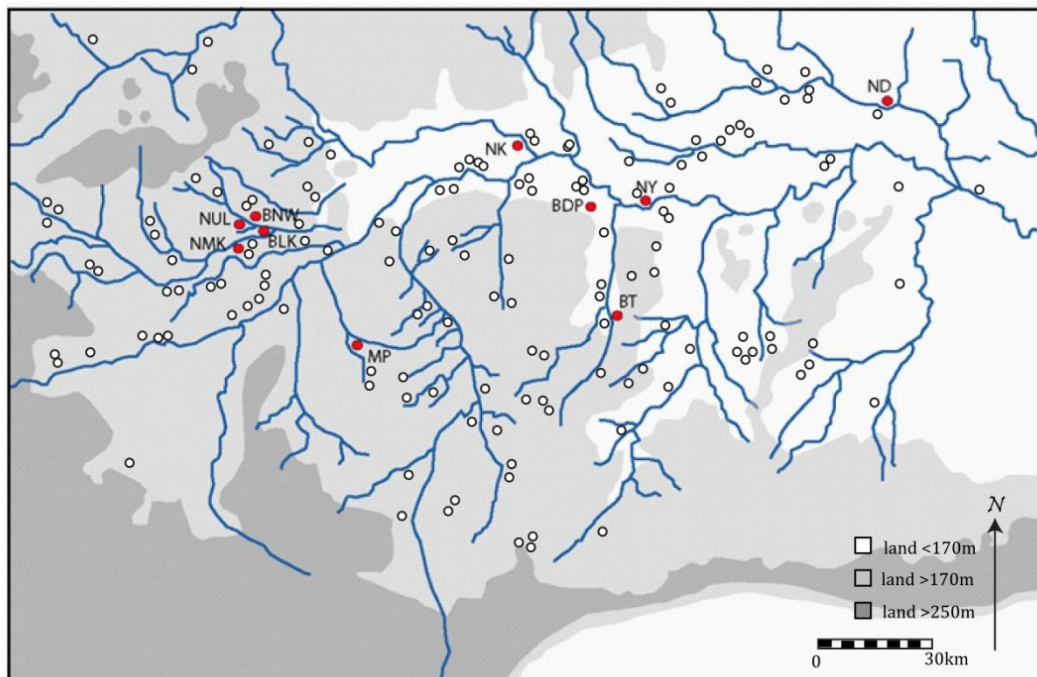 ND
NK
NY
BDP
NUL
BNW
BLK
NMK
BT
MP
N
land <170m
land >170m
land >250m
0
30km